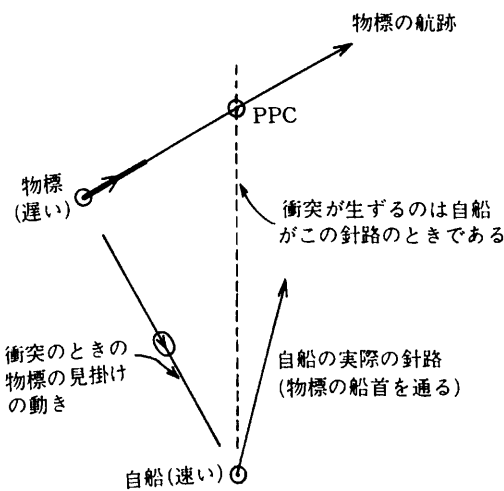 物標の航跡
PPC
物標
(遅い)
衝突が生ずるのは自船
がこの針路のときである
衝突のときの
物標の見掛け
の動き
自船の実際の針路
(物標の船首を通る)
自船(速い)